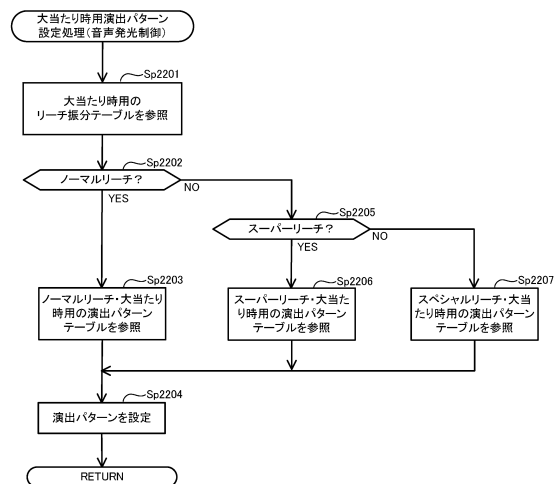 大当たり時用演出パターン
設定処理(音声発光制御)
Sp2201
大当たり時用の
リーチ振分テーブルを参照
Sp2202
ノーマルリーチ?
NO
YES
Sp2205
スーパーリーチ?
NO
YES
Sp2203
ノーマルリーチ・大当たり
時用の演出パターン
テーブルを参照
Sp2206
スーパーリーチ・大当た
り時用の演出パターン
テーブルを参照
Sp2207
スペシャルリーチ・大当
たり時用の演出パターン
テーブルを参照
Sp2204
演出パターンを設定
RETURN